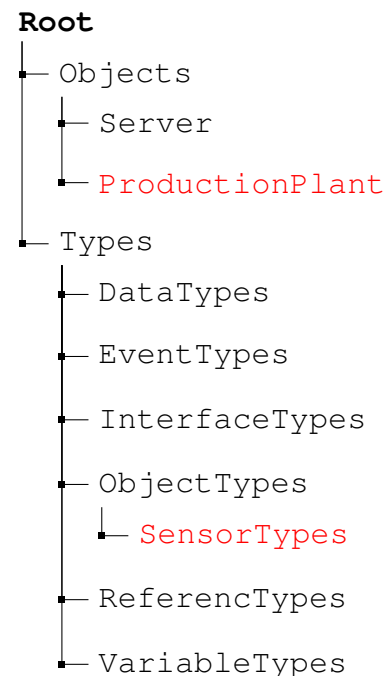 Root
Objects
Server
ProductionPlant
Types
DataTypes
EventTypes
InterfaceTypes
ObjectTypes
SensorTypes
ReferencTypes
VariableTypes